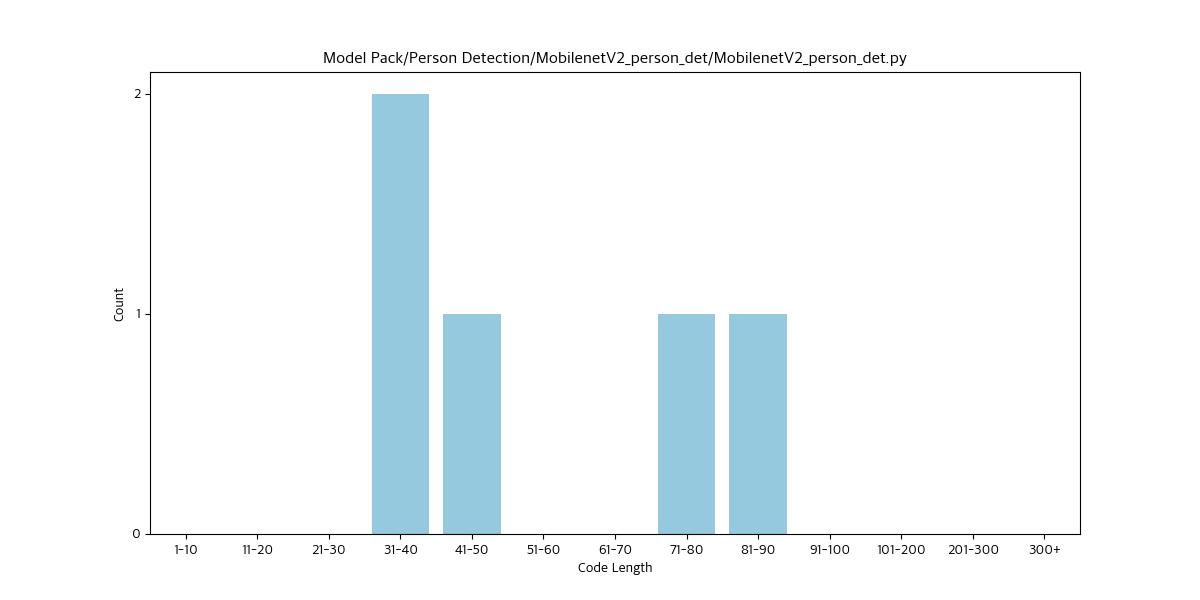 Model Pack/Person Detection/MobilenetV2_person_det/MobilenetV2_person_det.py
2
1
0
Count
1-10 11-20 21-30 31-40 41-50 51-60 61-70 71-80 81-90 91-100 101-200 201-300 300+
Code Length